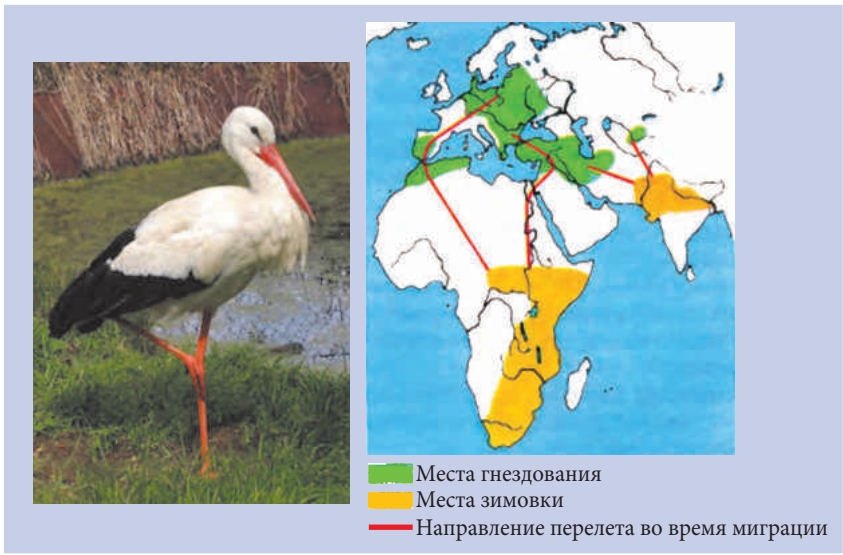 Места гнездования
Места зимовки
Направление перелета во время миграции